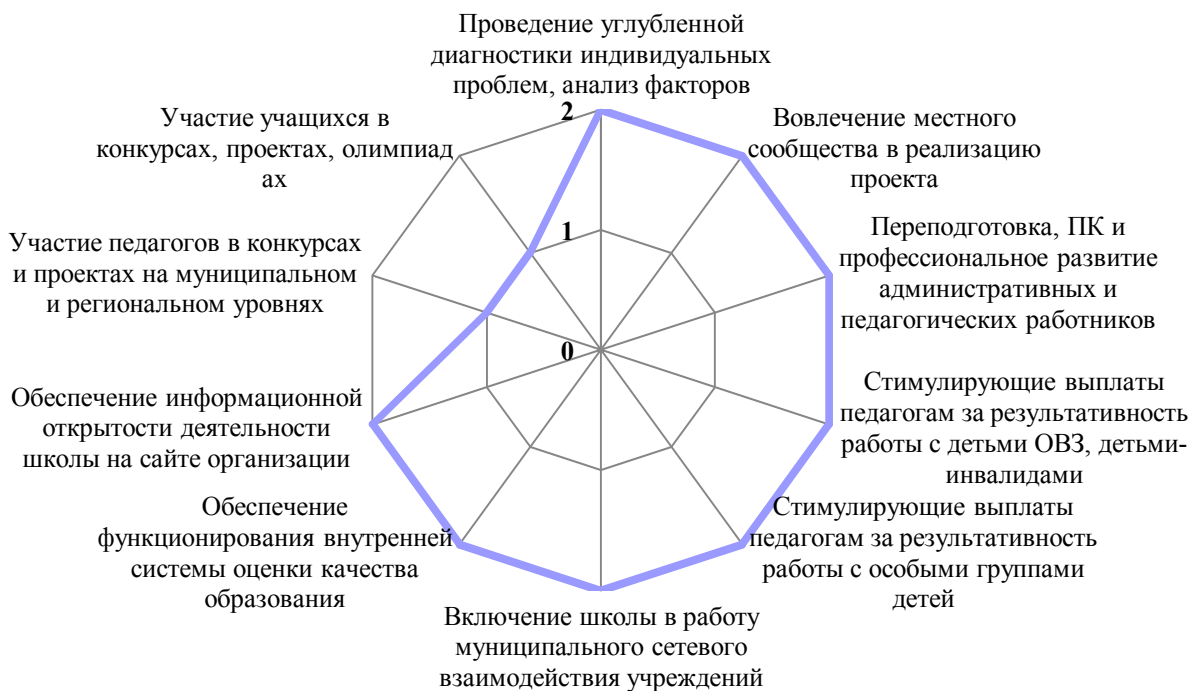 Проведение углубленной
диагностики индивидуальных
проблем, анализ факторов
Вовлечение местного
сообщества в реализацию
проекта
Переподготовка, ПК и
профессиональное развитие
административных и
педагогических работников
Стимулирующие выплаты
педагогам за результативность
работы с детьми ОВЗ, детьми-
инвалидами
Стимулирующие выплаты
педагогам за результативность
работы с особыми группами
детей
Включение школы в работу
муниципального сетевого
взаимодействия учреждений
Обеспечение
функционирования внутренней
системы оценки качества
образования
Обеспечение информационной
открытости деятельности
школы на сайте организации
Участие педагогов в конкурсах
и проектах на муниципальном
и региональном уровнях
Участие учащихся в
конкурсах, проектах, олимпиад
ах
2
1
0